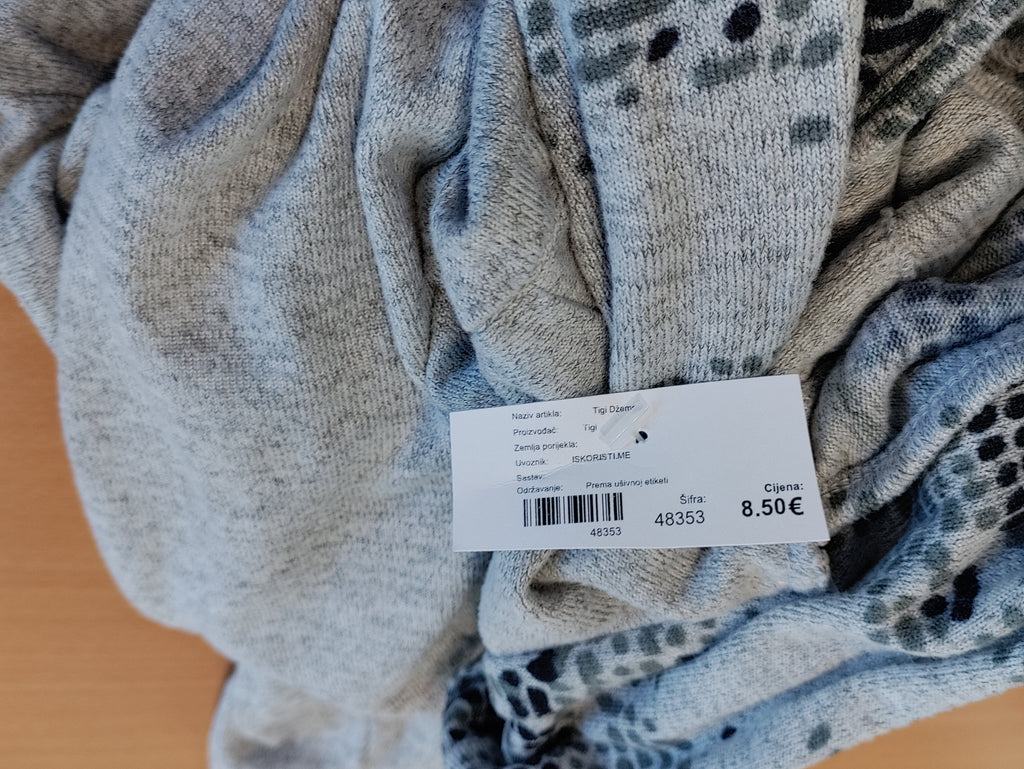 Naziv artikla: Tigi
Proizvođač: Tigi
Zemlja porijekla:
Uvoznik: ISKORISTI.ME
Sastav:
Održavanje: Prema ušivnoj etiketi
48353
Šifra:
48353
Cijena:
8.50€